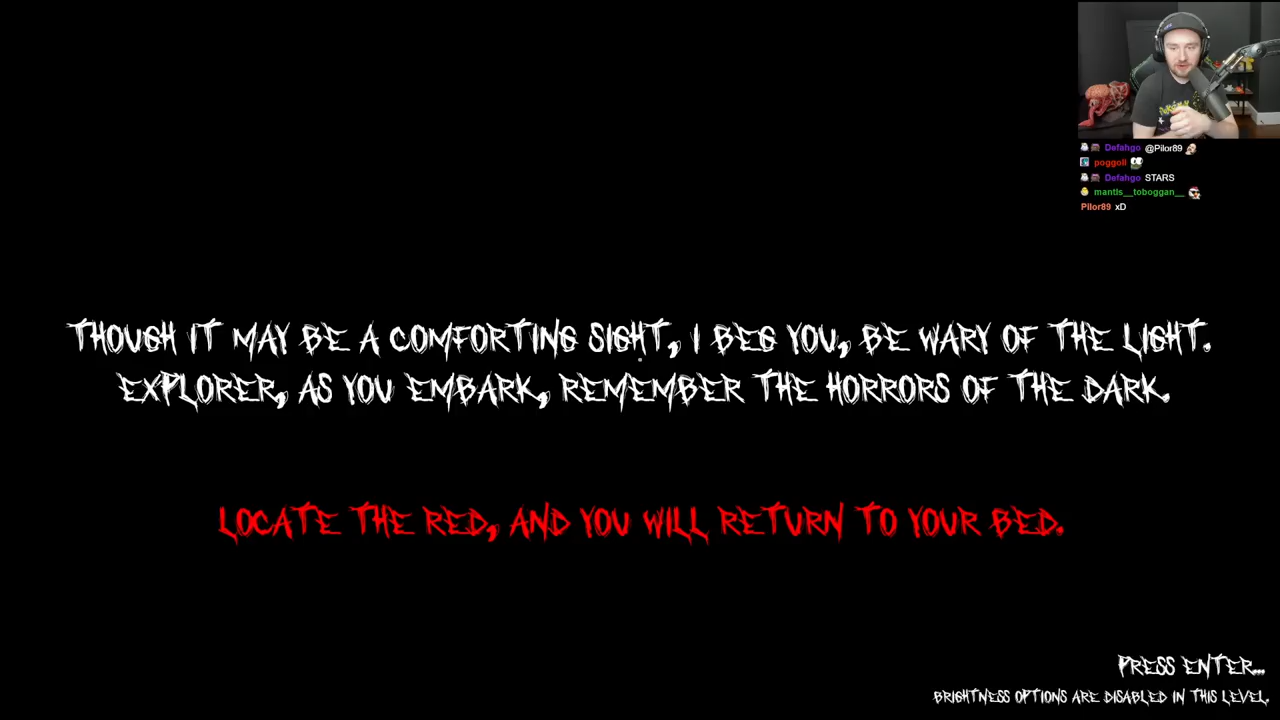 Defahgo @Pilor89
poggoll
Defahgo STARS
mantis__toboggan__
Pilor89 xD
THOUGH IT MAY BE A COMFORTING SIGHT, I BEG YOU, BE WARY OF THE LIGHT.
EXPLORER, AS YOU EMBARK, REMEMBER THE HORRORS OF THE DARK.
LOCATE THE RED, AND YOU WILL RETURN TO YOUR BED.
PRESS ENTER...
BRIGHTNESS OPTIONS ARE DISABLED IN THIS LEVEL.